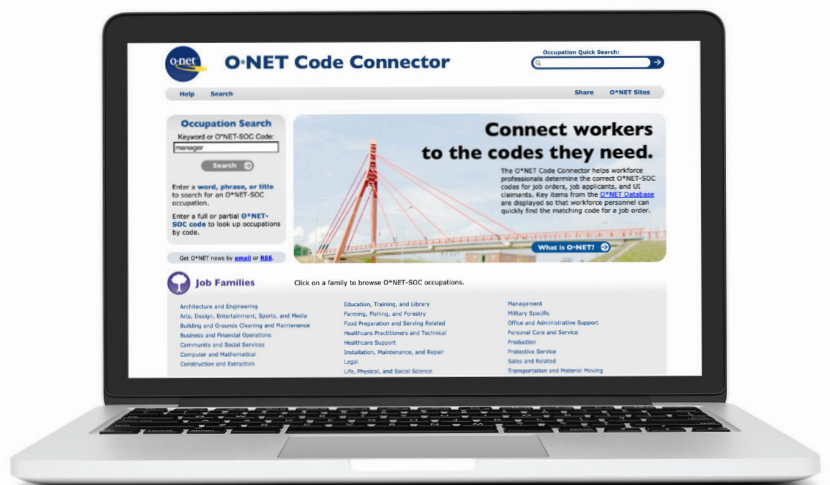 o·net
O*NET Code Connector
Occupation Quick Search:
Help Search
Share O*NET Sites
Occupation Search
Keyword or O*NET-SOC Code:
manager
Search
Enter a word, phrase, or title
to search for an O*NET-SOC
occupation.
Enter a full or partial O*NET-
SOC code to look up occupations
by code.
Get O*NET news by email or RSS.
Connect workers
to the codes they need.
The O*NET Code Connector helps workforce
professionals determine the correct O*NET-SOC
codes for job orders, job applicants, and UI
claimants. Key items from the O*NET Database
are displayed so that workforce personnel can
quickly find the matching code for a job order.
What is O*NET?
Job Families
Click on a family to browse O*NET-SOC occupations.
Architecture and Engineering
Arts, Design, Entertainment, Sports, and Media
Building and Grounds Cleaning and Maintenance
Business and Financial Operations
Community and Social Services
Computer and Mathematical
Construction and Extraction
Education, Training, and Library
Farming, Fishing, and Forestry
Food Preparation and Serving Related
Healthcare Practitioners and Technical
Healthcare Support
Installation, Maintenance, and Repair
Legal
Life, Physical, and Social Science
Management
Military Specific
Office and Administrative Support
Personal Care and Service
Production
Protective Service
Sales and Related
Transportation and Material Moving